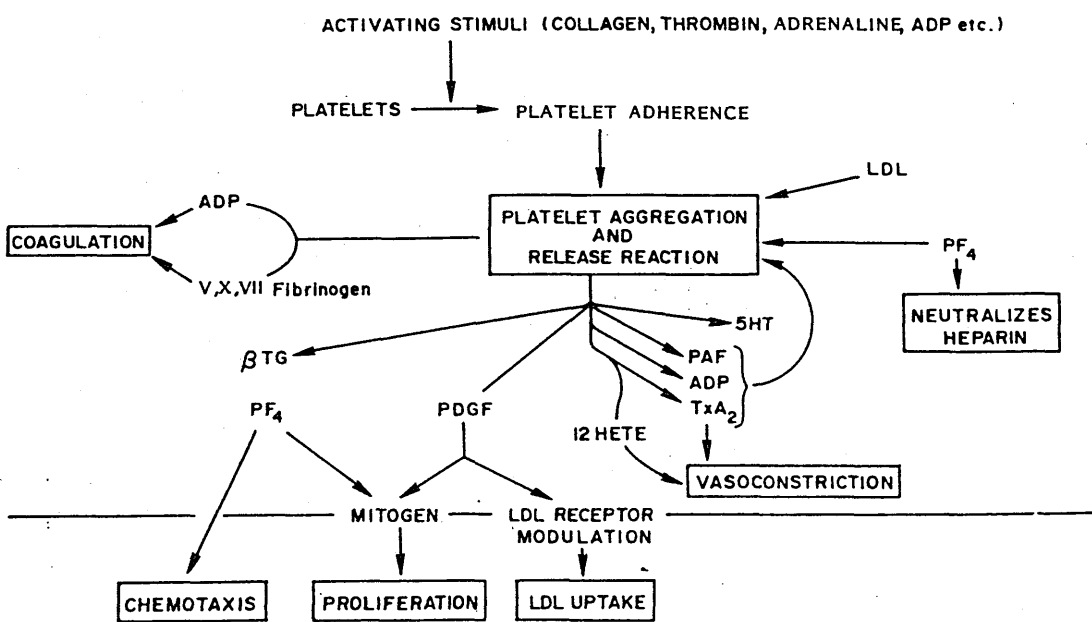 ACTIVATING STIMULI (COLLAGEN, THROMBIN, ADRENALINE, ADP etc.)
PLATELETS
PLATELET ADHERENCE
LDL
ADP
PLATELET AGGREGATION
AND
RELEASE REACTION
COAGULATION
PF4
V,X,VII Fibrinogen
NEUTRALIZES
HEPARIN
5HT
βTG
PAF
ADP
TxA2
PF4
PDGF
12 HETE
VASOCONSTRICTION
MITOGEN
LDL RECEPTOR
MODULATION
CHEMOTAXIS
PROLIFERATION
LDL UPTAKE